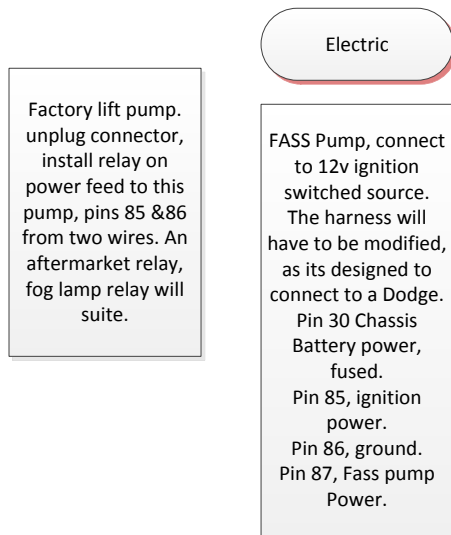 Electric
Factory lift pump.
unplug connector,
install relay on
power feed to this
pump, pins 85 &86
from two wires. An
aftermarket relay,
fog lamp relay will
suite.
FASS Pump, connect
to 12v ignition
switched source.
The harness will
have to be modified,
as its designed to
connect to a Dodge.
Pin 30 Chassis
Battery power,
fused.
Pin 85, ignition
power.
Pin 86, ground.
Pin 87, Fass pump
Power.